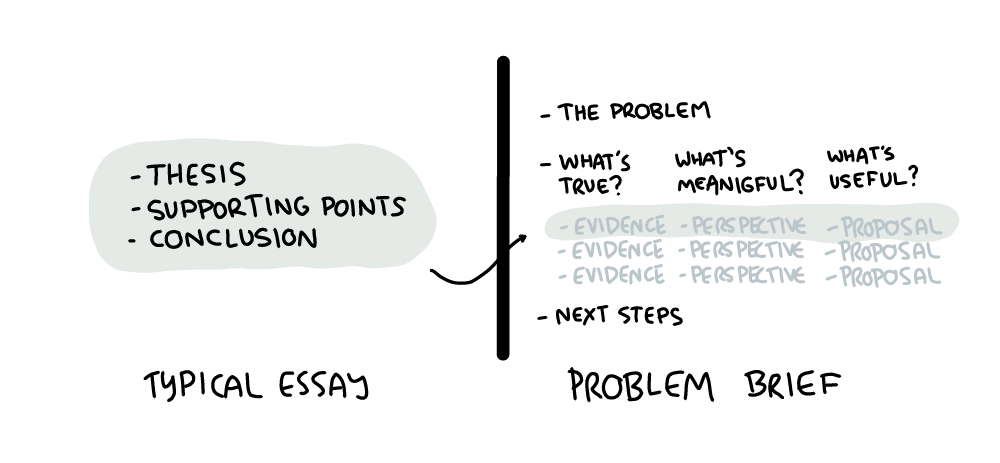 - THESIS
- SUPPORTING POINTS
- CONCLUSION
TYPICAL ESSAY
- THE PROBLEM
- WHAT'S TRUE? WHAT'S MEANIGFUL? WHAT'S USEFUL?
- EVIDENCE - PERSPECTIVE - PROPOSAL
- EVIDENCE - PERSPECTIVE - PROPOSAL
- EVIDENCE - PERSPECTIVE - PROPOSAL
- NEXT STEPS
PROBLEM BRIEF